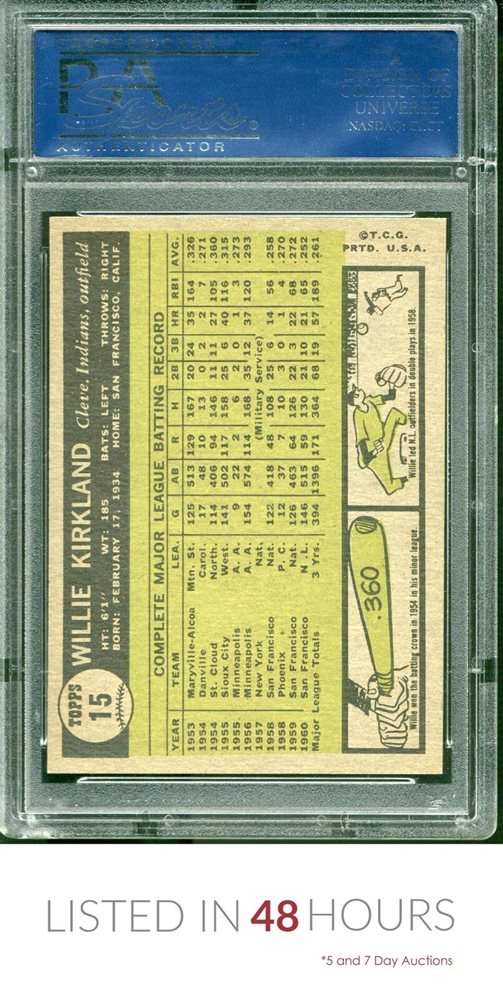 PSA
Sports
AUTHENTICATOR
DIVISION OF
COLLECTORS
UNIVERSE
NASDAQ: CLCT
TOPPS
15
WILLIE KIRKLAND Cleve. Indians, outfield
HT: 6'1" WT: 185 BATS: LEFT THROWS: RIGHT
BORN: FEBRUARY 17, 1934 HOME: SAN FRANCISCO, CALIF.
COMPLETE MAJOR LEAGUE BATTING RECORD
YEAR TEAM LEA. G AB R H 2B 3B HR RBI AVG.
1953 Maryville-Alcoa Mtn. St. 125 513 129 167 20 24 35 164 .326
1954 Danville Carol. 17 48 10 13 0 2 2 7 .271
1954 St. Cloud North. 114 406 94 146 11 11 27 105 .360
1955 Sioux City West. 141 502 117 158 25 8 40 116 .315
1955 Minneapolis A. A. 9 22 2 6 2 0 0 3 .273
1956 Minneapolis A. A. 154 574 114 168 35 12 37 120 .293
1957 New York Nat. (Military Service)
1958 San Francisco Nat. 122 418 48 108 25 6 14 56 .258
1958 Phoenix P. C. 12 37 7 10 3 0 3 4 .270
1959 San Francisco Nat. 126 463 64 126 22 3 22 68 .272
1960 San Francisco N.L. 146 515 59 130 21 10 21 65 .252
Major League Totals 3 Yrs. 394 1396 171 364 68 19 57 189 .261
.360
Willie won the batting crown in 1954 in his minor league.
Willie led N.L. outfielders in double plays in 1958.
©T.C.G.
PRTD. U.S.A.
LISTED IN 48 HOURS
*5 and 7 Day Auctions